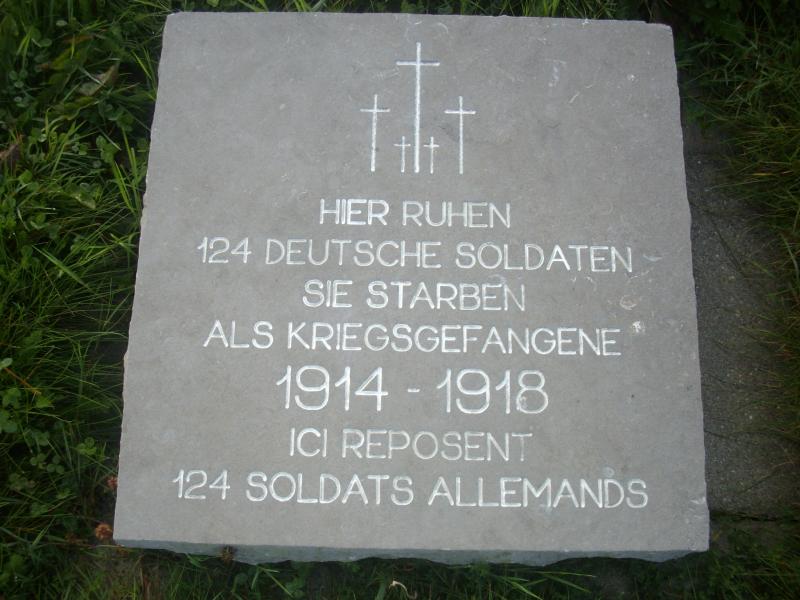 HIER RUHEN
124 DEUTSCHE SOLDATEN
SIE STARBEN
ALS KRIEGSGEFANGENE
1914 - 1918
ICI REPOSENT
124 SOLDATS ALLEMANDS